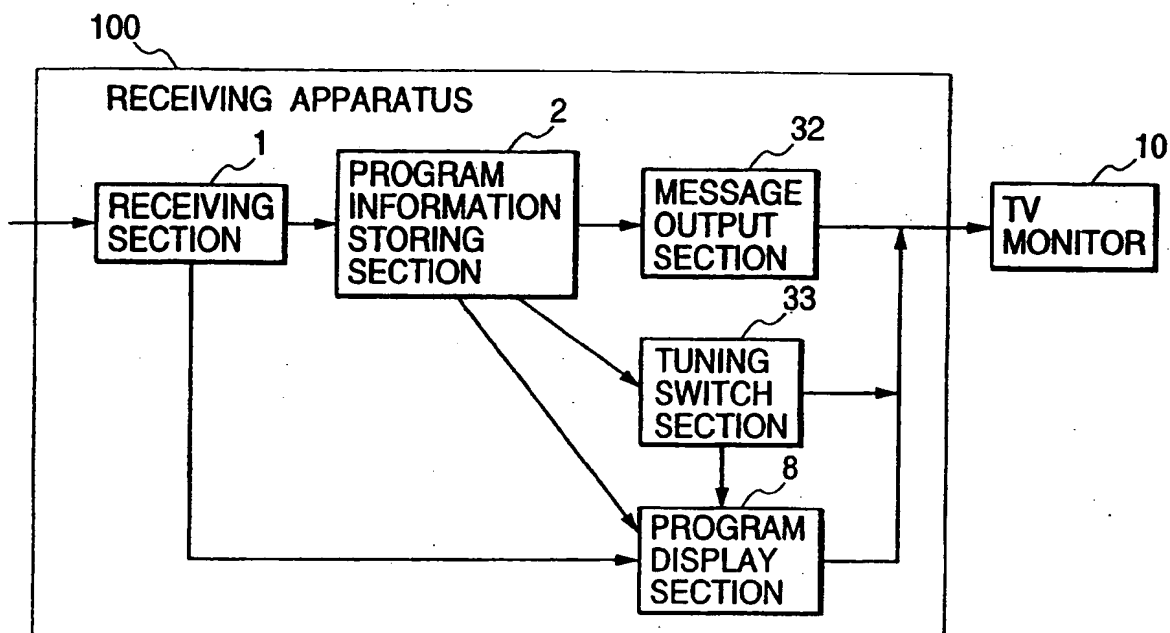 100
RECEIVING APPARATUS
1
RECEIVING
SECTION
2
PROGRAM
INFORMATION
STORING
SECTION
32
MESSAGE
OUTPUT
SECTION
10
TV
MONITOR
33
TUNING
SWITCH
SECTION
8
PROGRAM
DISPLAY
SECTION